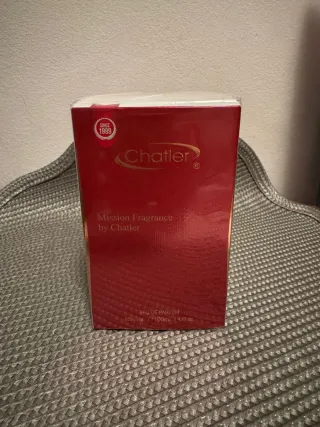 SINCE
1999
Chatler
®
Mission Fragrance
by Chatler